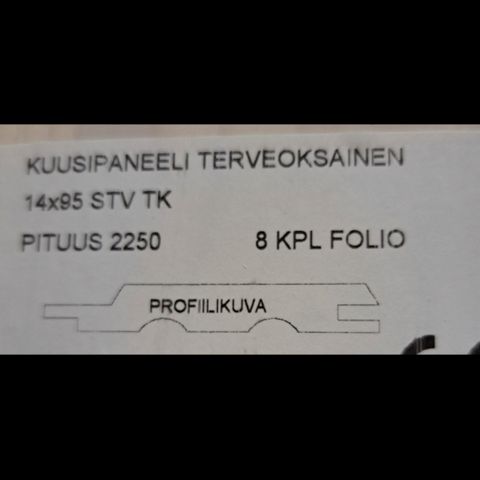 KUUSIPANEELI TERVEOKSAINEN
14x95 STV TK
PITUUS 2250 8 KPL FOLIO
PROFIILIKUVA